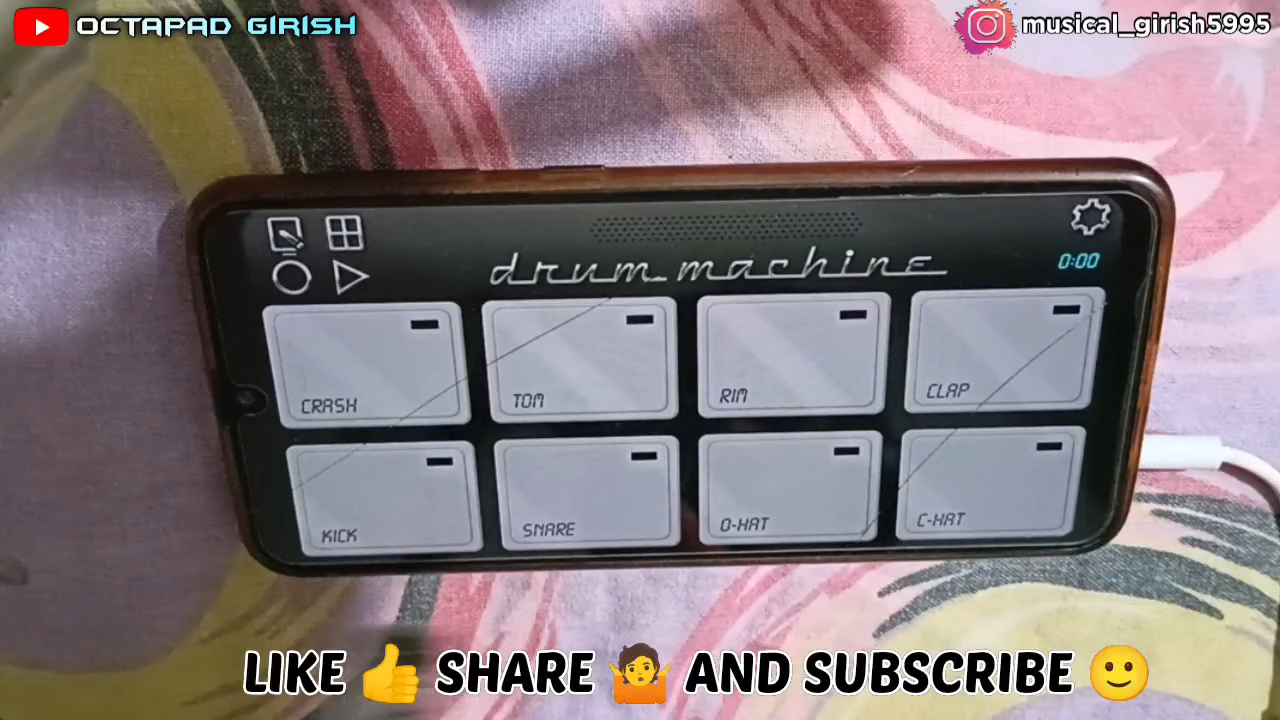 OCTAPAD GIRISH
musical_girish5995
drum machine
0:00
CRASH
TOM
RIM
CLAP
KICK
SNARE
O-HAT
C-HAT
LIKE 👍 SHARE 🤷 AND SUBSCRIBE 🙂